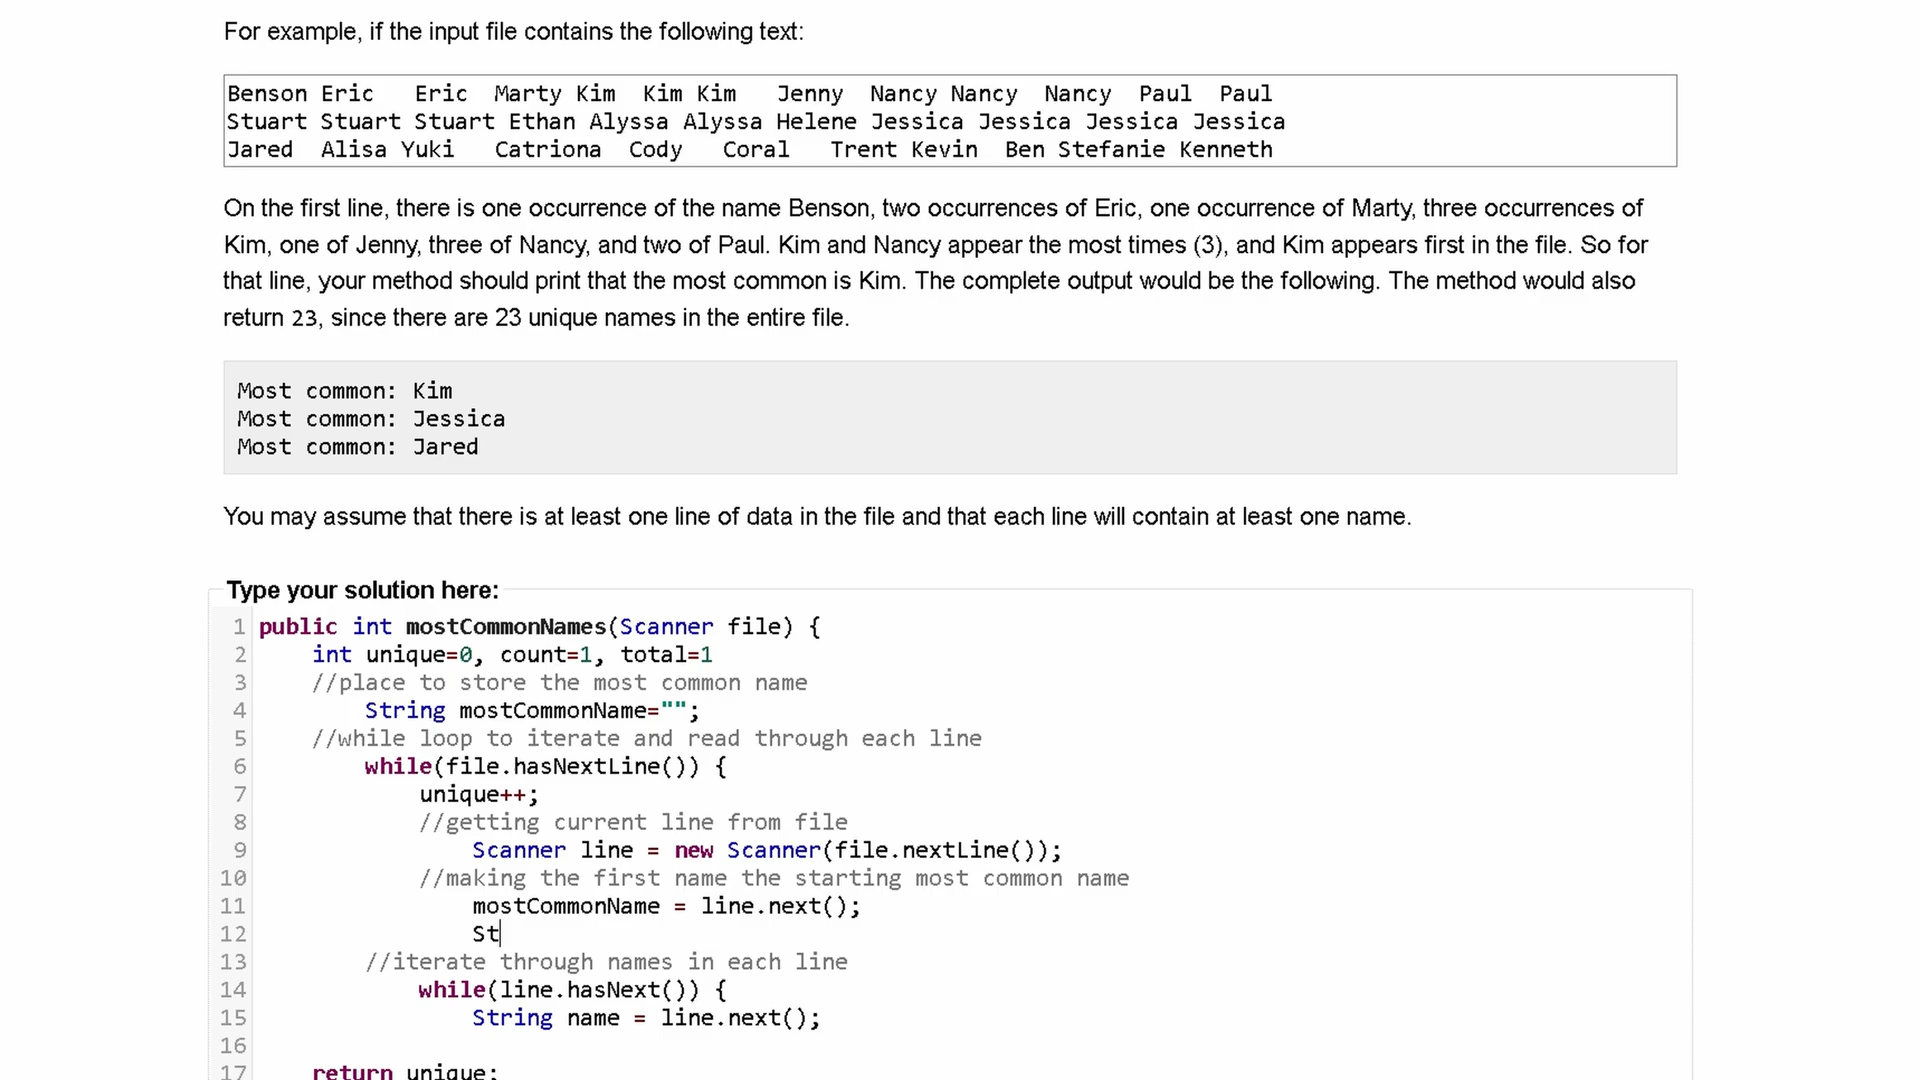 For example, if the input file contains the following text:
Benson Eric   Eric  Marty Kim  Kim Kim   Jenny  Nancy Nancy  Nancy  Paul  Paul
Stuart Stuart Stuart Ethan Alyssa Alyssa Helene Jessica Jessica Jessica Jessica
Jared  Alisa Yuki   Catriona  Cody   Coral   Trent Kevin  Ben Stefanie Kenneth
On the first line, there is one occurrence of the name Benson, two occurrences of Eric, one occurrence of Marty, three occurrences of
Kim, one of Jenny, three of Nancy, and two of Paul. Kim and Nancy appear the most times (3), and Kim appears first in the file. So for
that line, your method should print that the most common is Kim. The complete output would be the following. The method would also
return 23, since there are 23 unique names in the entire file.
Most common: Kim
Most common: Jessica
Most common: Jared
You may assume that there is at least one line of data in the file and that each line will contain at least one name.
Type your solution here:
1 public int mostCommonNames(Scanner file) {
2     int unique=0, count=1, total=1
3     //place to store the most common name
4         String mostCommonName="";
5     //while loop to iterate and read through each line
6         while(file.hasNextLine()) {
7             unique++;
8             //getting current line from file
9                 Scanner line = new Scanner(file.nextLine());
10             //making the first name the starting most common name
11                 mostCommonName = line.next();
12                 St
13         //iterate through names in each line
14             while(line.hasNext()) {
15                 String name = line.next();
16
17     return unique;